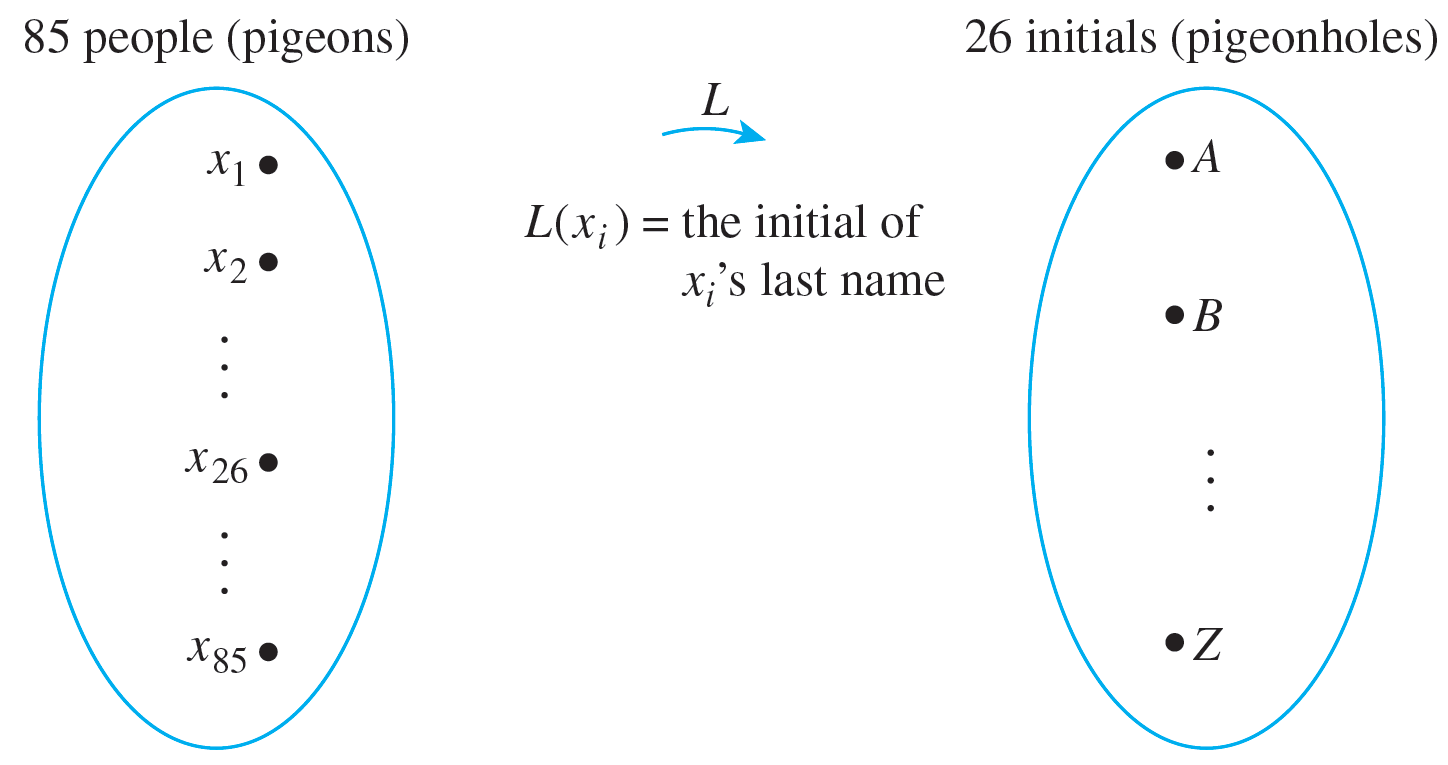 85 people (pigeons)
26 initials (pigeonholes)
L
x₁
A
L(xᵢ) = the initial of
xᵢ’s last name
x₂
B
x₂₆
x₈₅
Z